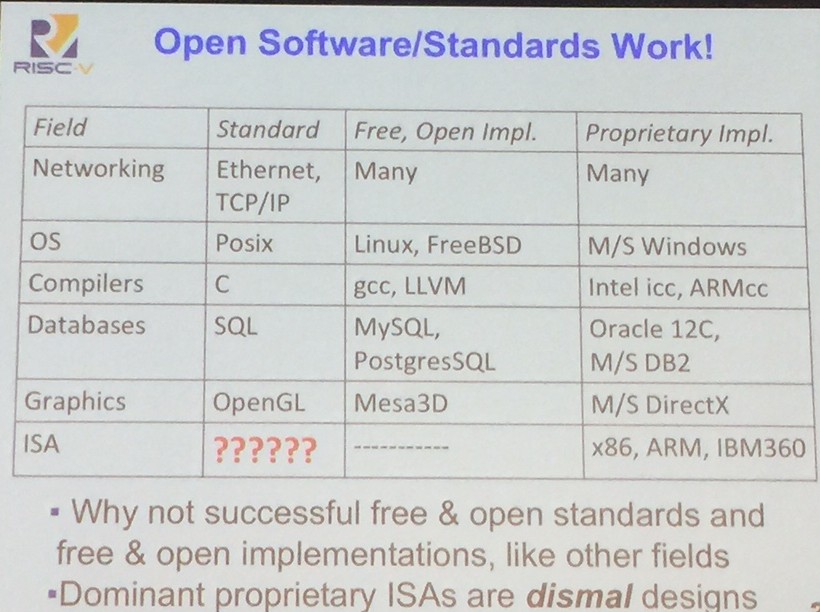 RISC-V
Open Software/Standards Work!
Field Standard Free, Open Impl. Proprietary Impl.
Networking Ethernet, TCP/IP Many Many
OS Posix Linux, FreeBSD M/S Windows
Compilers C gcc, LLVM Intel icc, ARMcc
Databases SQL MySQL, PostgresSQL Oracle 12C, M/S DB2
Graphics OpenGL Mesa3D M/S DirectX
ISA ?????? ----------- x86, ARM, IBM360
▪ Why not successful free & open standards and
free & open implementations, like other fields
▪Dominant proprietary ISAs are dismal designs